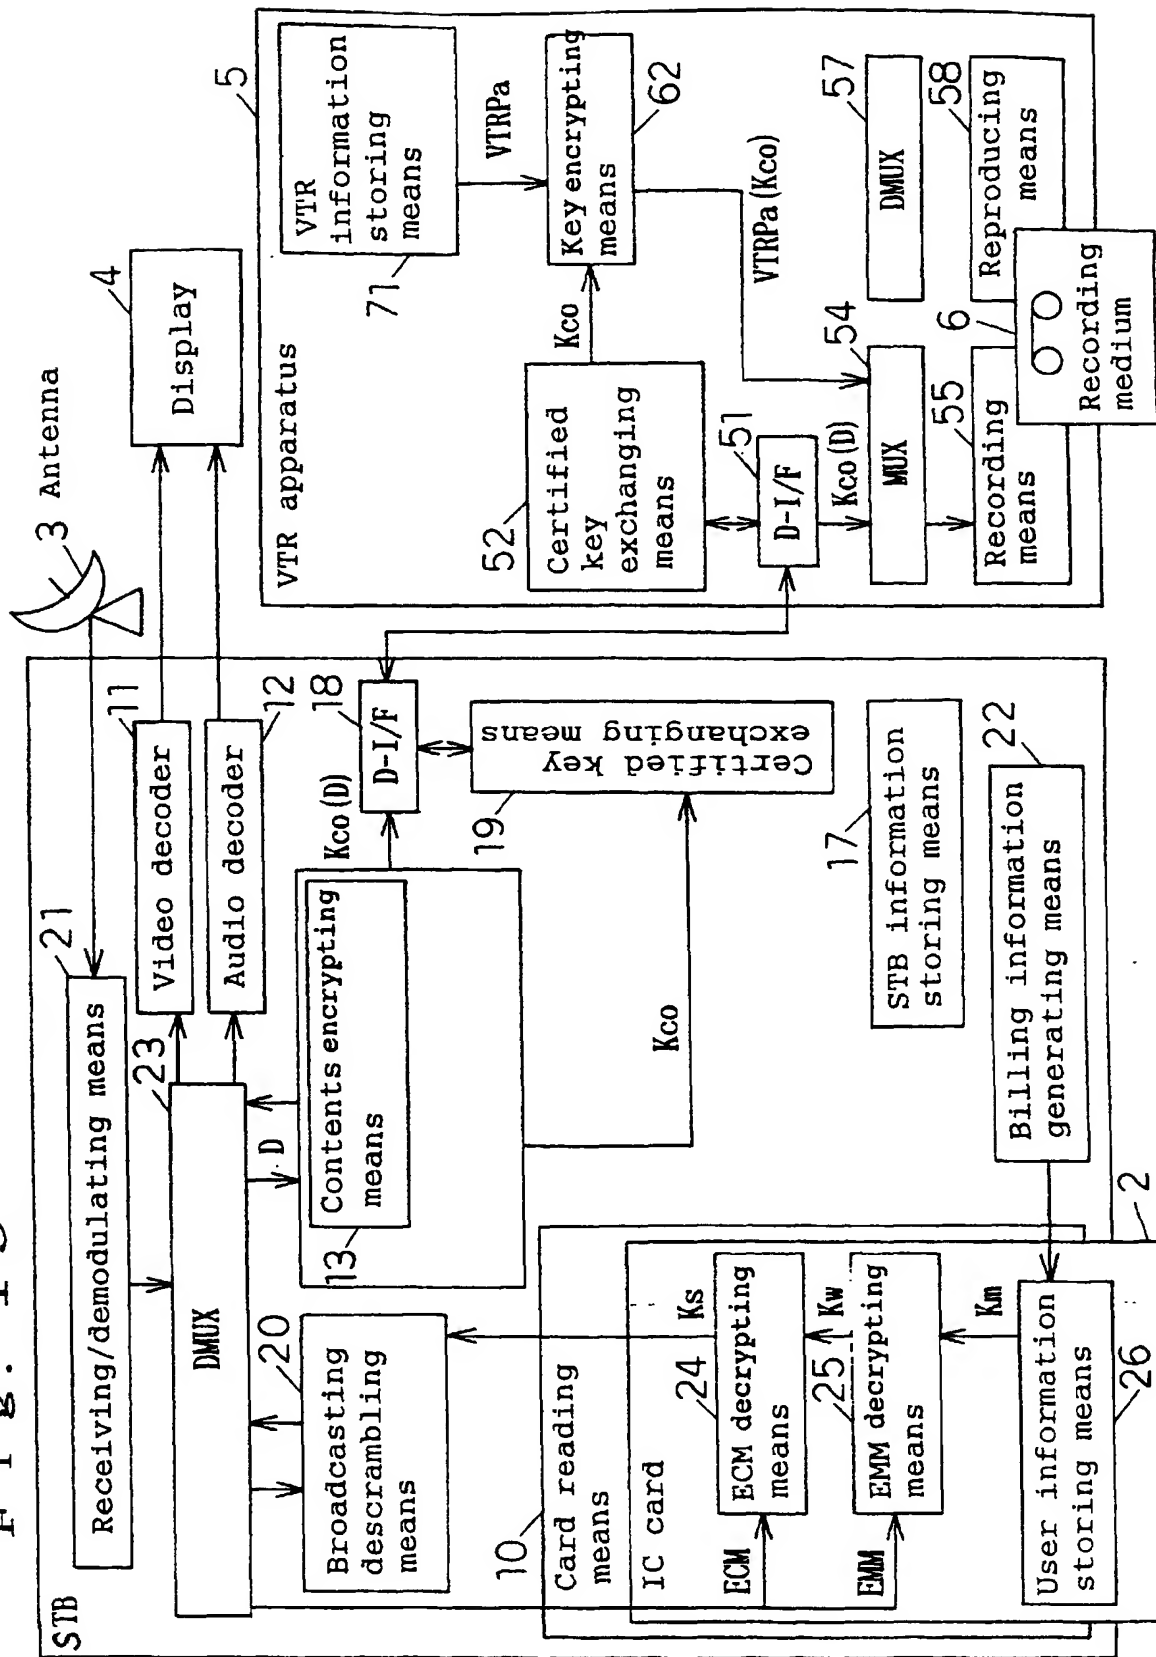 STB
Receiving/demodulating means
21
DMUX
23
Video decoder
11
Audio decoder
12
3
Antenna
Display
4
D
Contents encrypting
means
13
Broadcasting
descrambling
means
20
Kco(D)
D-I/F
18
Certified key
exchanging means
19
Kco
STB information
storing means
17
Billing information
generating means
22
Card reading
means
10
IC card
2
ECM
ECM decrypting
means
24
Ks
EMM
EMM decrypting
means
25
Kw
Km
User information
storing means
26
VTR apparatus
5
VTR
information
storing
means
71
VTRPa
Key encrypting
means
62
Kco
Certified
key
exchanging
means
52
VTRPa(Kco)
D-I/F
51
Kco(D)
MUX
54
DMUX
57
Recording
means
55
Reproducing
means
58
6
Recording
medium